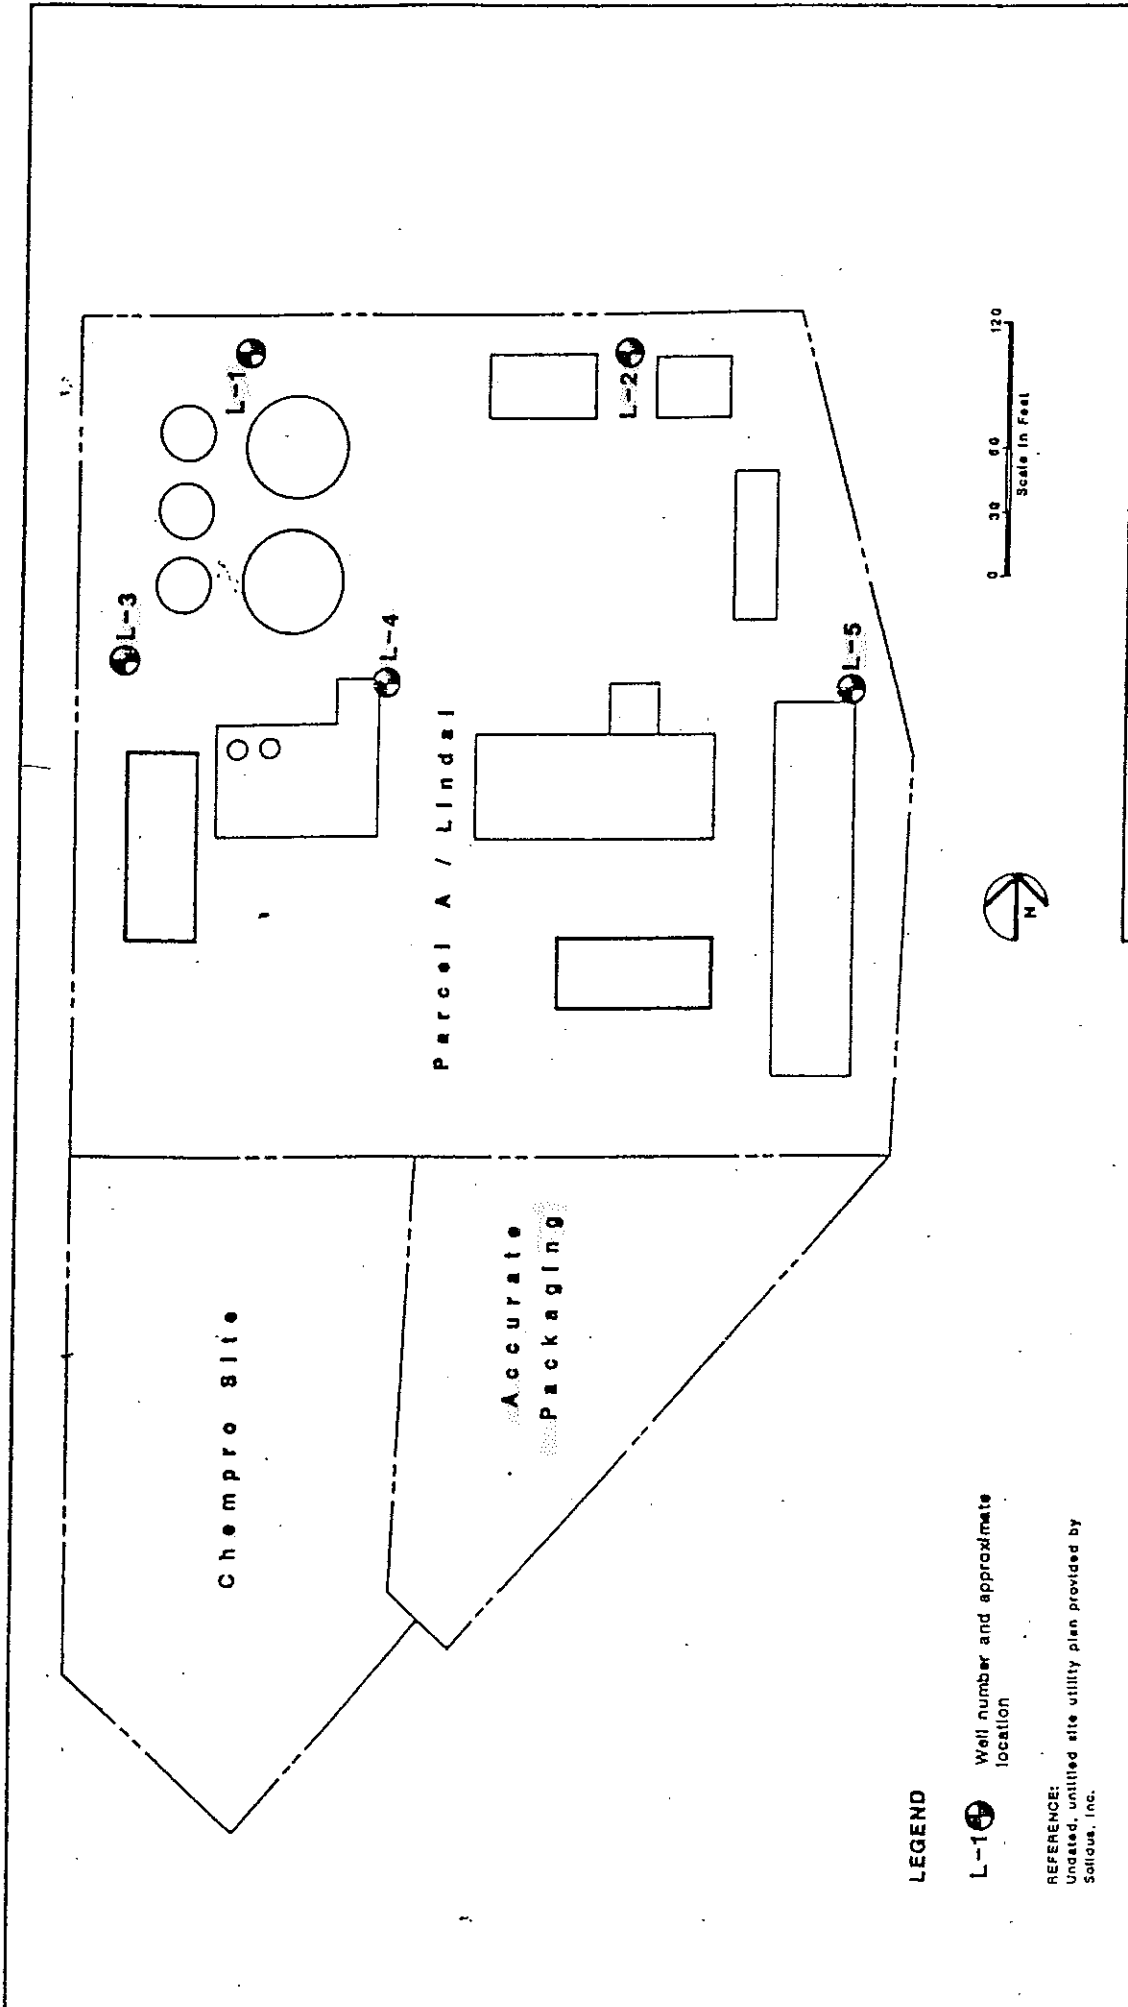 L-3
L-1
L-4
L-2
L-5
Parcel A / Lindal
Chempro Site
Accurate
Packaging
0 30 60 120
Scale in Feet
N
LEGEND
L-1 Well number and approximate
location
REFERENCE:
Undated, untitled site utility plan provided by
Solidus, Inc.